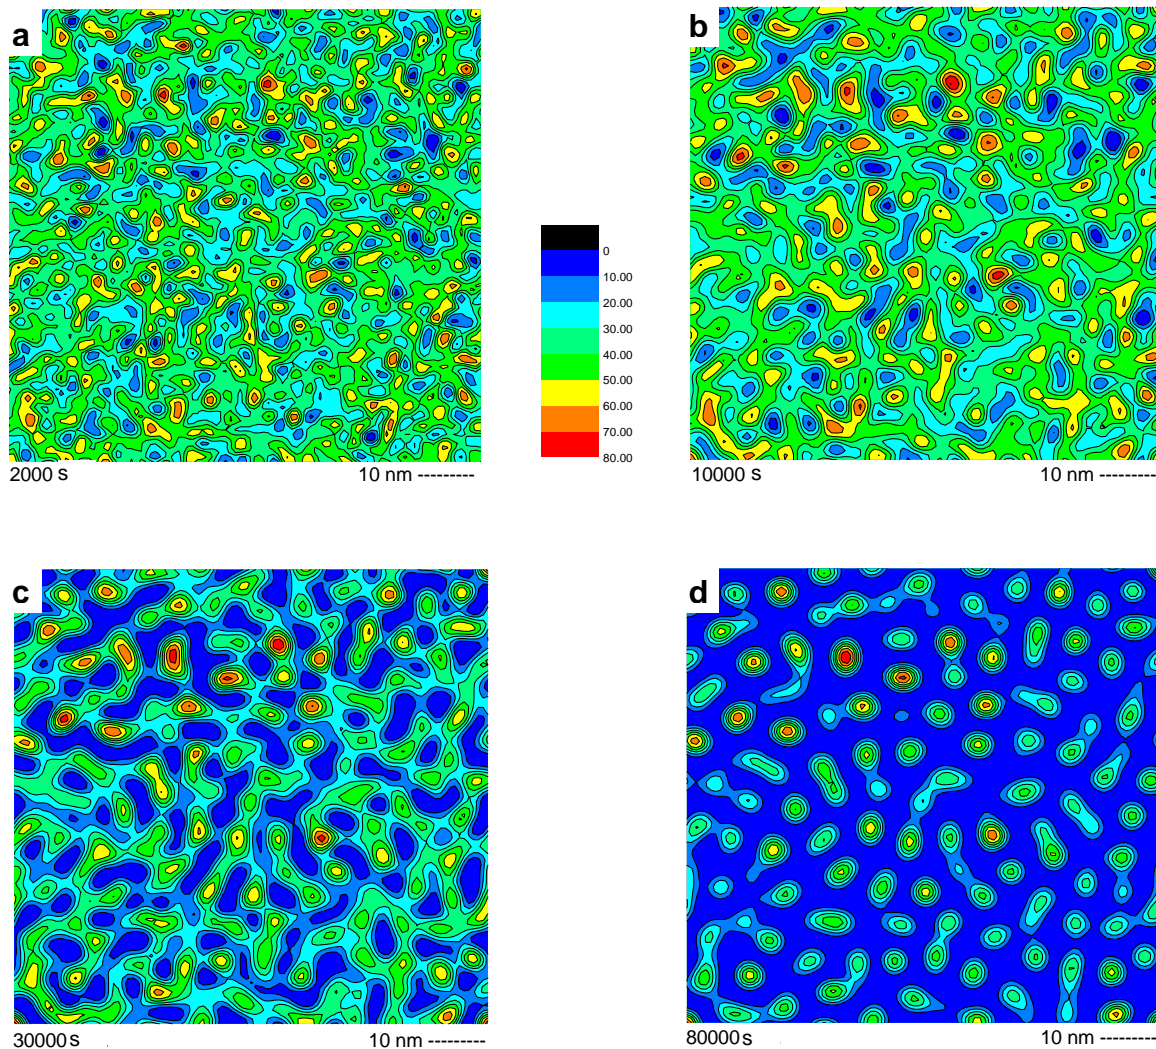 a
b
0
10.00
20.00
30.00
40.00
50.00
60.00
70.00
80.00
2000 s
10 nm ---------
10000 s
10 nm ---------
c
d
30000 s
10 nm ---------
80000 s
10 nm ---------